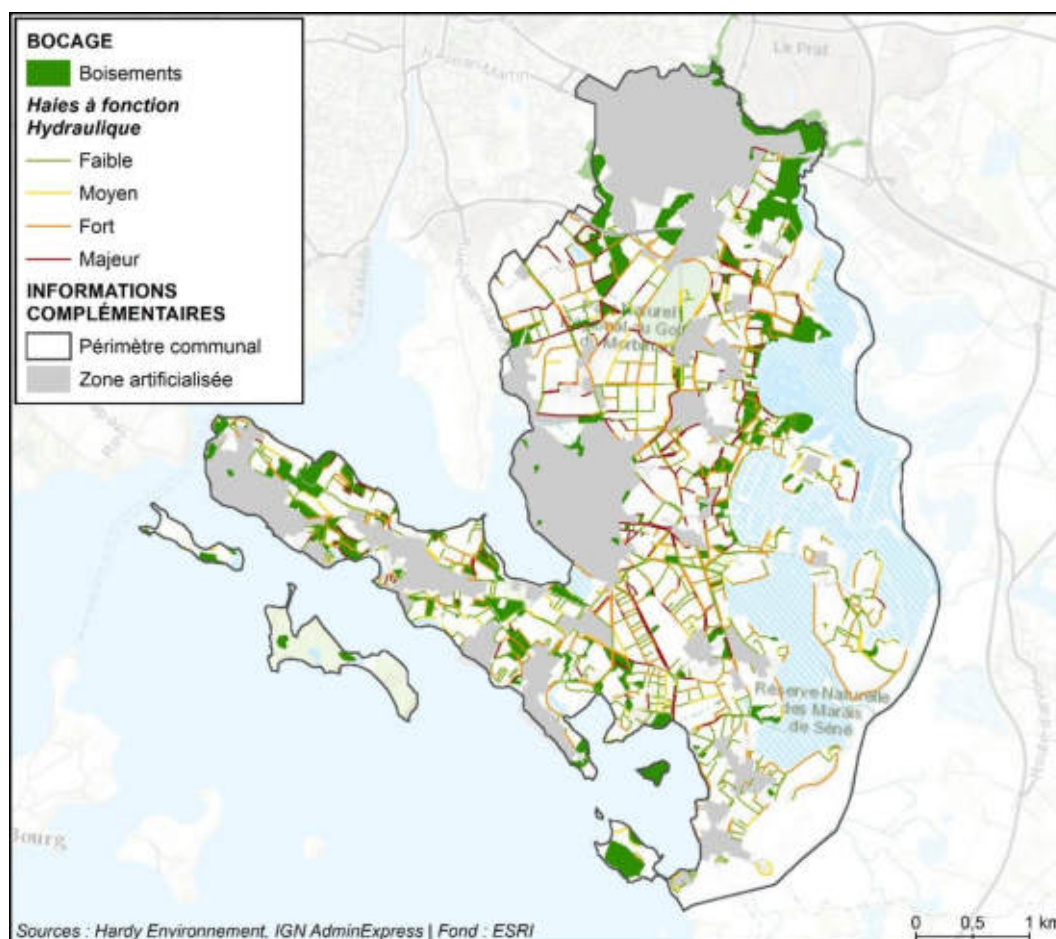 BOCAGE
Boisements
Haies à fonction
Hydraulique
Faible
Moyen
Fort
Majeur
INFORMATIONS
COMPLÉMENTAIRES
Périmètre communal
Zone artificialisée
Le Prat
Réserve Naturelle
des Marais
de Séné
Bourg
Sources : Hardy Environnement, IGN AdminExpress | Fond : ESRI
0 0,5 1 km